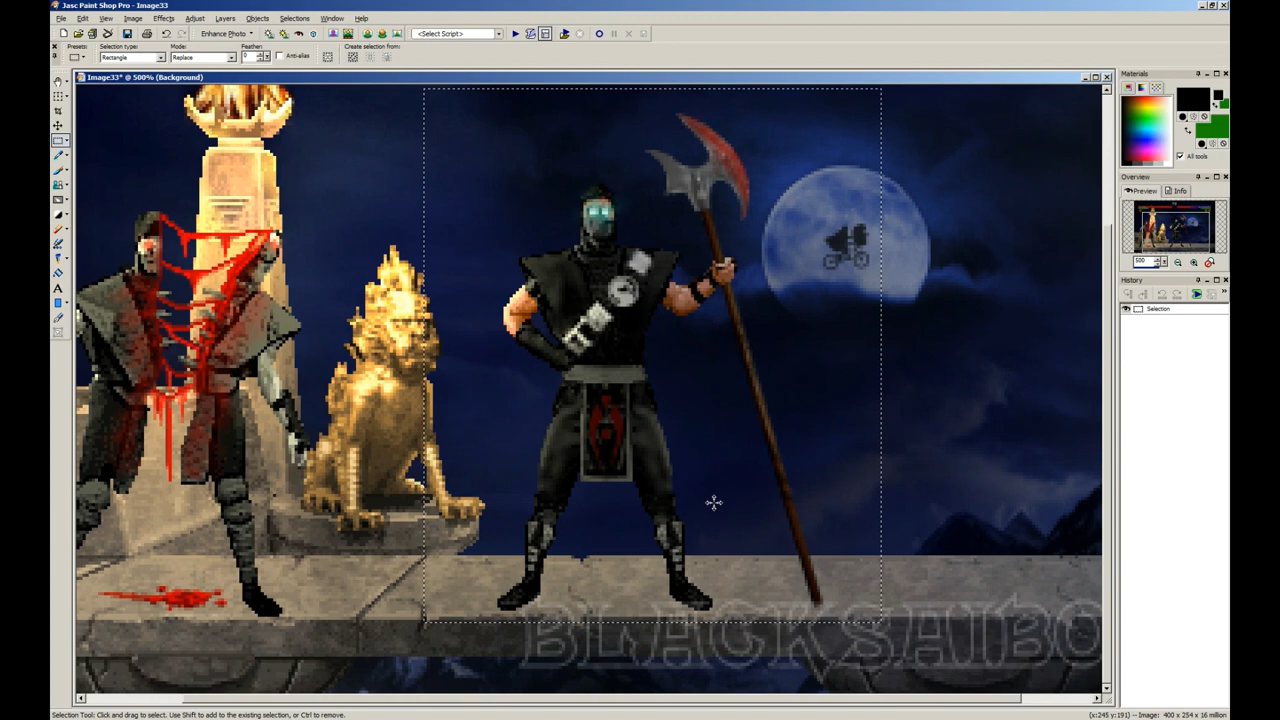 Jasc Paint Shop Pro - Image33
File Edit View Image Effects Adjust Layers Objects Selections Window Help
Enhance Photo <Select Script>
Presets: Selection type: Mode: Feather: Create selection from:
Rectangle Replace 0 Anti-alias
Image33* @ 500% (Background)
Materials
All tools
Overview
Preview Info
500
History
Selection
A
BLACKSAIBO
Selection Tool: Click and drag to select. Use Shift to add to the existing selection, or Ctrl to remove.
x:245 y:191 -- Image: 400 x 254 x 16 million